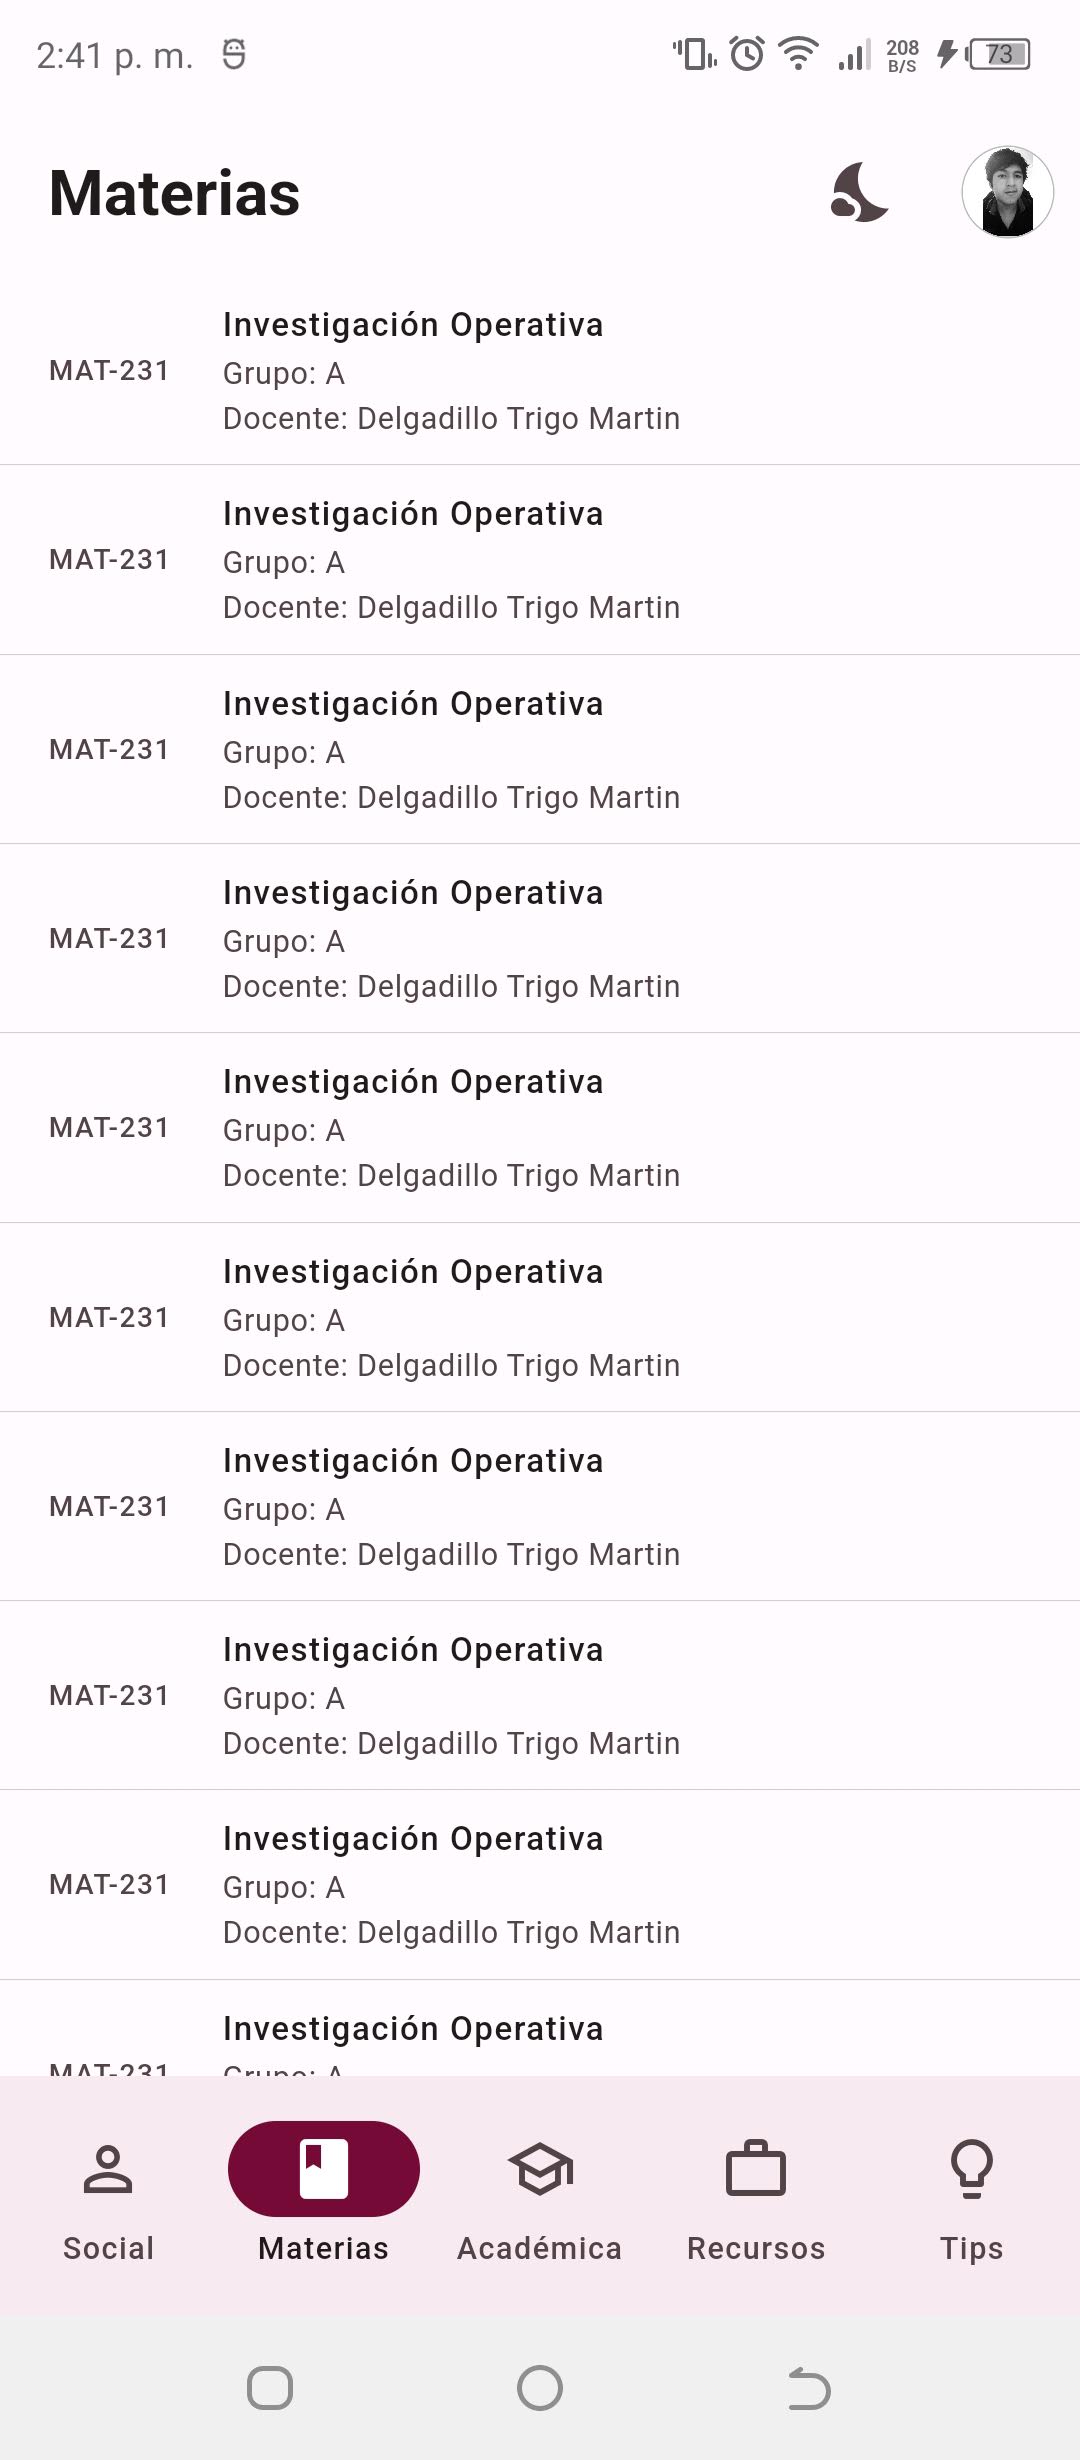 2:41 p. m.
208
B/S
73
Materias
Investigación Operativa
MAT-231
Grupo: A
Docente: Delgadillo Trigo Martin
Investigación Operativa
MAT-231
Grupo: A
Docente: Delgadillo Trigo Martin
Investigación Operativa
MAT-231
Grupo: A
Docente: Delgadillo Trigo Martin
Investigación Operativa
MAT-231
Grupo: A
Docente: Delgadillo Trigo Martin
Investigación Operativa
MAT-231
Grupo: A
Docente: Delgadillo Trigo Martin
Investigación Operativa
MAT-231
Grupo: A
Docente: Delgadillo Trigo Martin
Investigación Operativa
MAT-231
Grupo: A
Docente: Delgadillo Trigo Martin
Investigación Operativa
MAT-231
Grupo: A
Docente: Delgadillo Trigo Martin
Investigación Operativa
MAT-231
Grupo: A
Docente: Delgadillo Trigo Martin
Investigación Operativa
MAT-231
Grupo: A
Social
Materias
Académica
Recursos
Tips